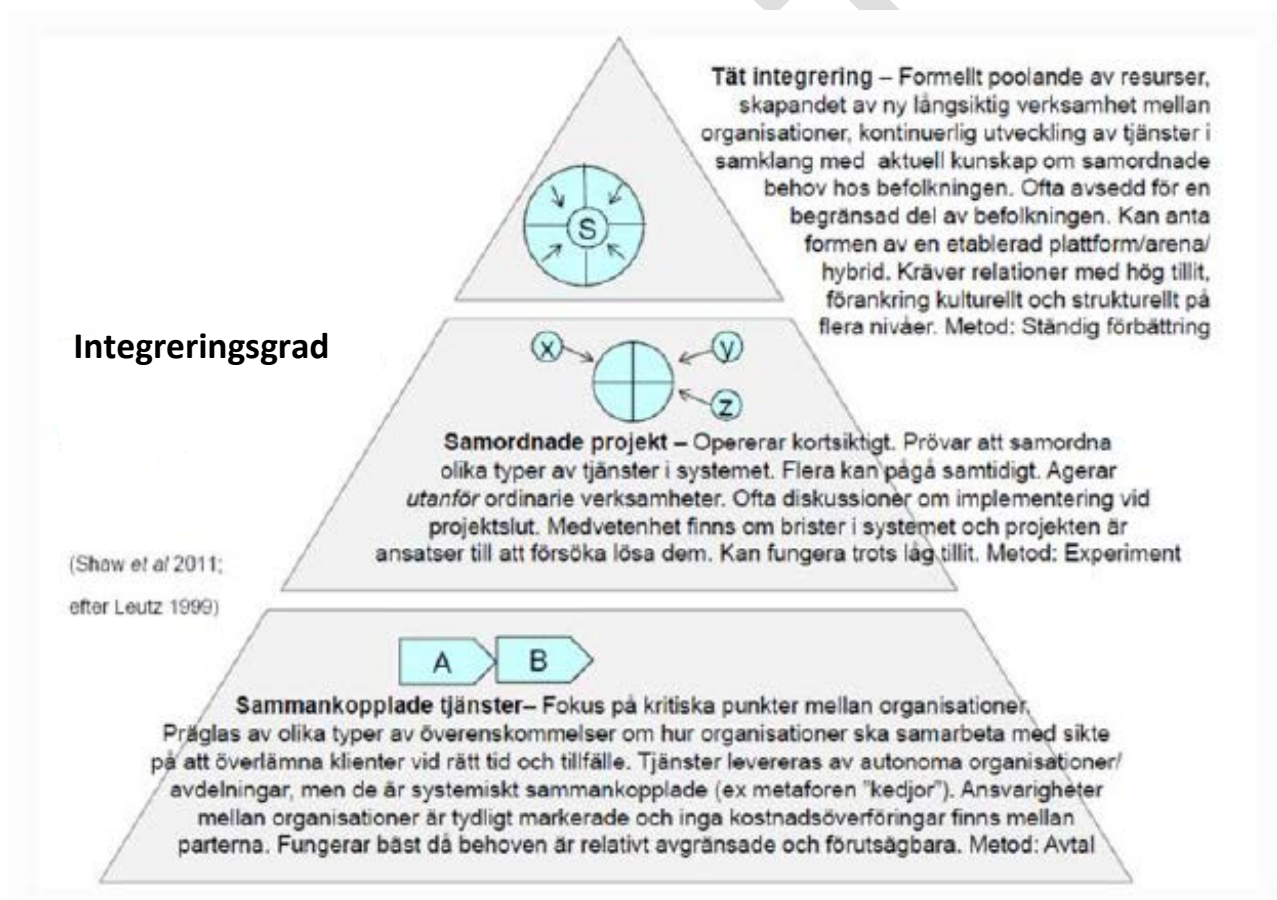 Tät integrering – Formellt poolande av resurser,
skapandet av ny långsiktig verksamhet mellan
organisationer, kontinuerlig utveckling av tjänster i
samklang med aktuell kunskap om samordnade
behov hos befolkningen. Ofta avsedd för en
begränsad del av befolkningen. Kan anta
formen av en etablerad plattform/arena/
hybrid. Kräver relationer med hög tillit,
förankring kulturellt och strukturellt på
flera nivåer. Metod: Ständig förbättring
S
Integreringsgrad
x
y
z
Samordnade projekt – Opererar kortsiktigt. Prövar att samordna
olika typer av tjänster i systemet. Flera kan pågå samtidigt. Agerar
utanför ordinarie verksamheter. Ofta diskussioner om implementering vid
projektslut. Medvetenhet finns om brister i systemet och projekten är
ansatser till att försöka lösa dem. Kan fungera trots låg tillit. Metod: Experiment
(Shaw et al 2011;
efter Leutz 1999)
A
B
Sammankopplade tjänster– Fokus på kritiska punkter mellan organisationer.
Präglas av olika typer av överenskommelser om hur organisationer ska samarbeta med sikte
på att överlämna klienter vid rätt tid och tillfälle. Tjänster levereras av autonoma organisationer/
avdelningar, men de är systemiskt sammankopplade (ex metaforen ”kedjor”). Ansvarigheter
mellan organisationer är tydligt markerade och inga kostnadsöverföringar finns mellan
parterna. Fungerar bäst då behoven är relativt avgränsade och förutsägbara. Metod: Avtal